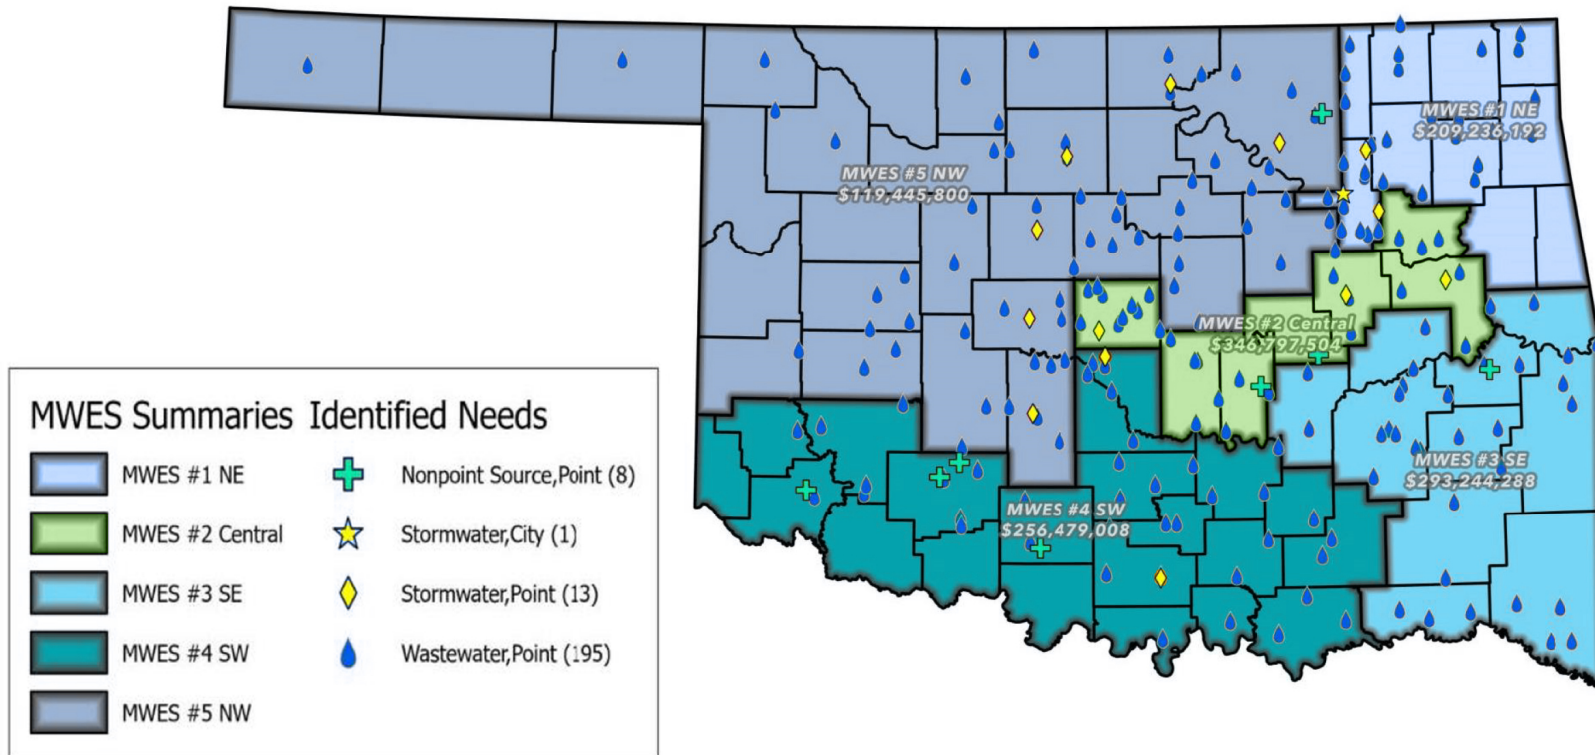 MWES #1 NE
$209,236,192
MWES #5 NW
$119,445,800
MWES #2 Central
$346,797,504
MWES #3 SE
$293,244,288
MWES #4 SW
$256,479,008
MWES Summaries Identified Needs
MWES #1 NE
Nonpoint Source,Point (8)
MWES #2 Central
Stormwater,City (1)
MWES #3 SE
Stormwater,Point (13)
MWES #4 SW
Wastewater,Point (195)
MWES #5 NW